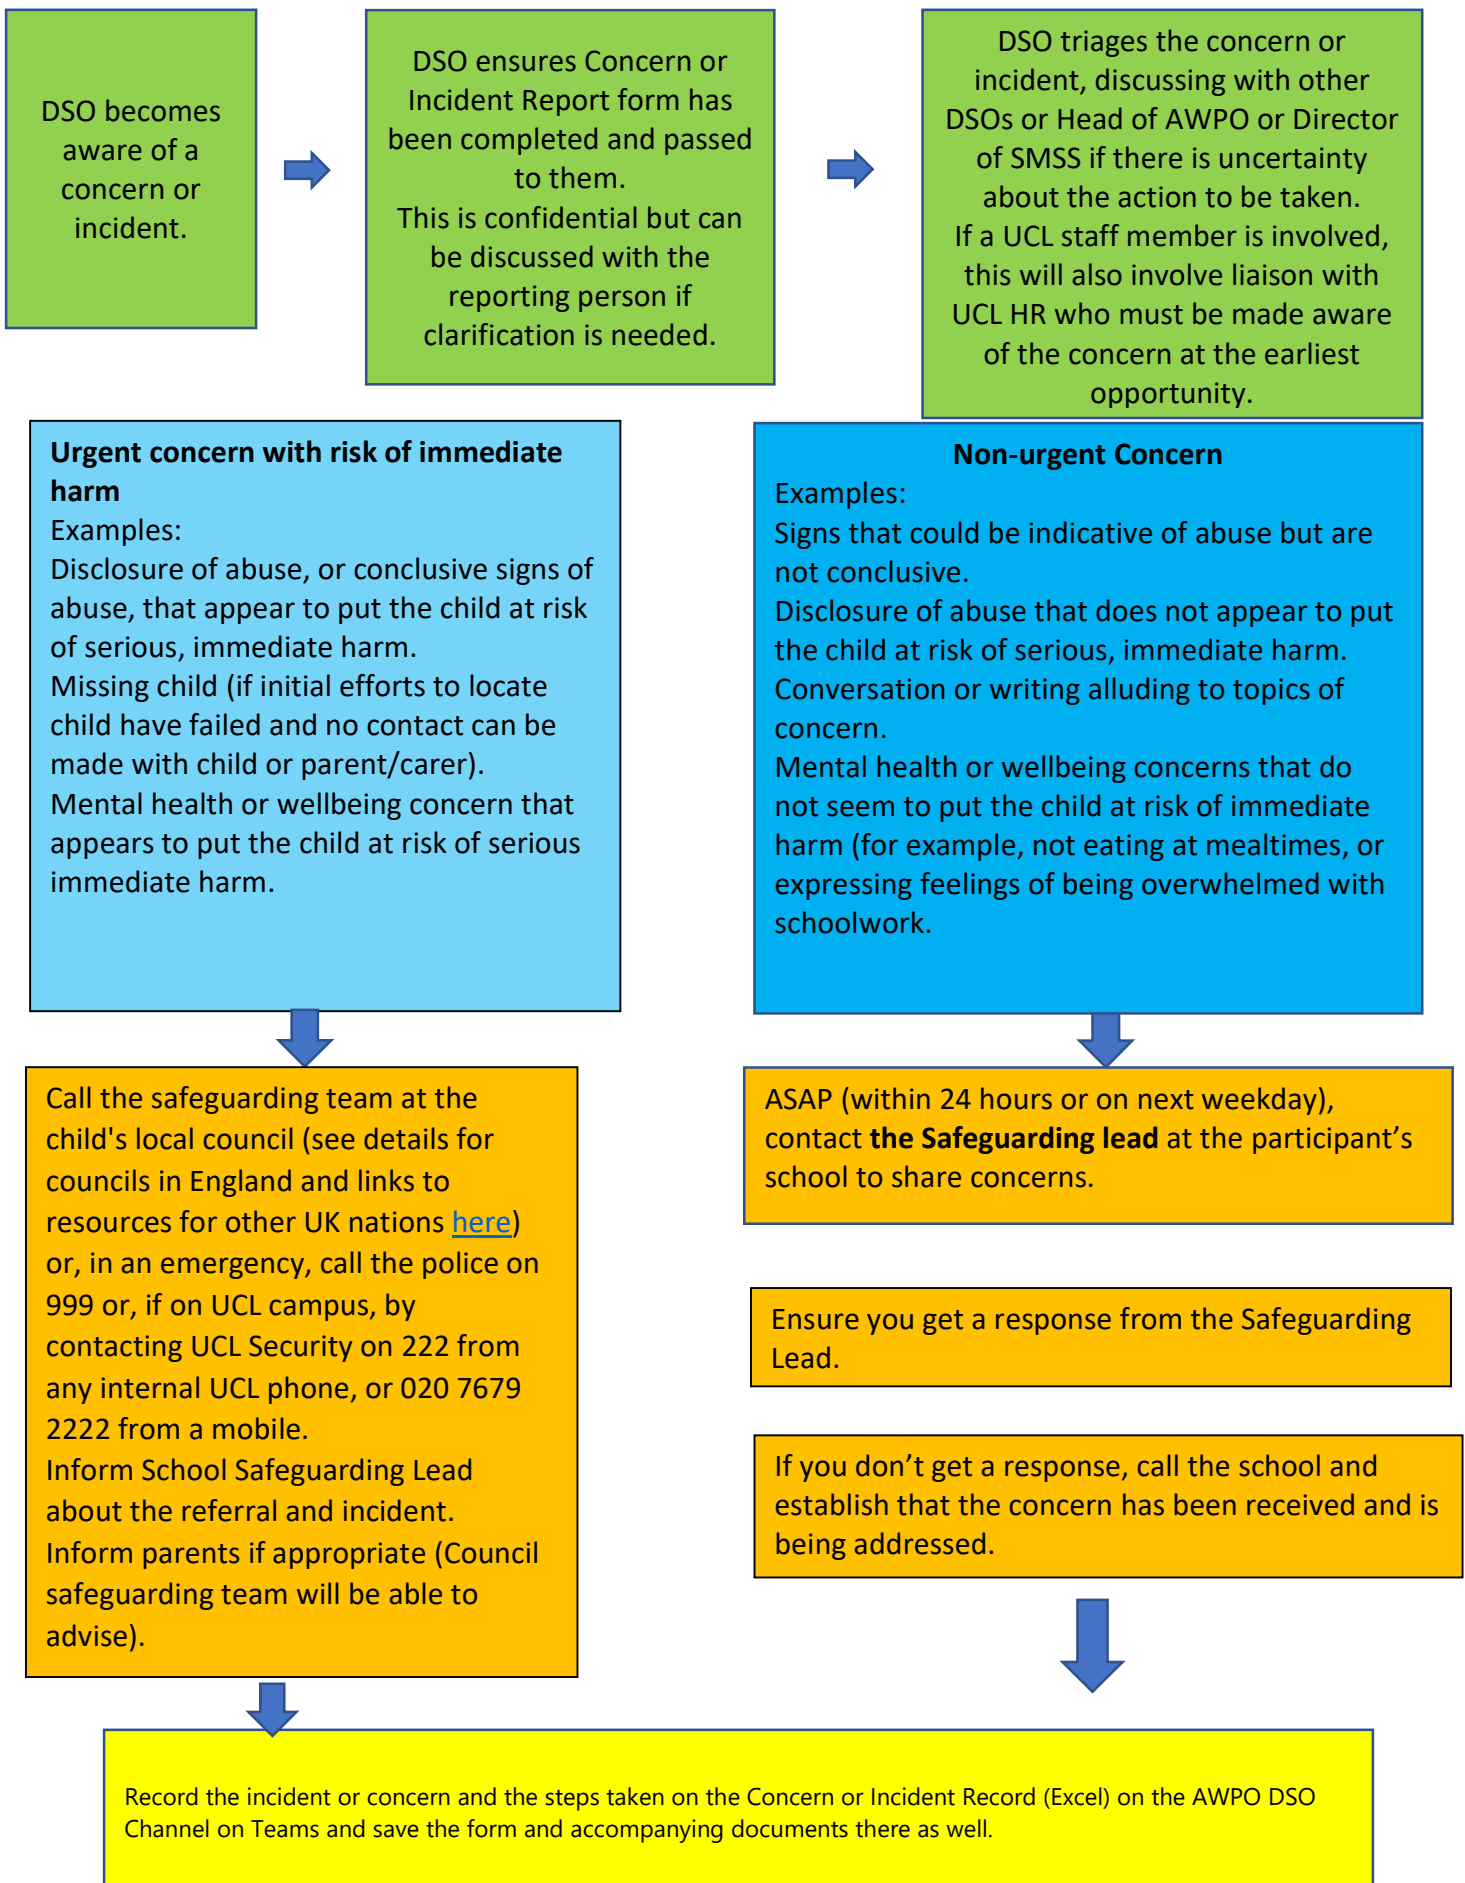 DSO becomes
aware of a
concern or
incident.
DSO ensures Concern or
Incident Report form has
been completed and passed
to them.
This is confidential but can
be discussed with the
reporting person if
clarification is needed.
DSO triages the concern or
incident, discussing with other
DSOs or Head of AWPO or Director
of SMSS if there is uncertainty
about the action to be taken.
If a UCL staff member is involved,
this will also involve liaison with
UCL HR who must be made aware
of the concern at the earliest
opportunity.
Urgent concern with risk of immediate
harm
Examples:
Disclosure of abuse, or conclusive signs of
abuse, that appear to put the child at risk
of serious, immediate harm.
Missing child (if initial efforts to locate
child have failed and no contact can be
made with child or parent/carer).
Mental health or wellbeing concern that
appears to put the child at risk of serious
immediate harm.
Non-urgent Concern
Examples:
Signs that could be indicative of abuse but are
not conclusive.
Disclosure of abuse that does not appear to put
the child at risk of serious, immediate harm.
Conversation or writing alluding to topics of
concern.
Mental health or wellbeing concerns that do
not seem to put the child at risk of immediate
harm (for example, not eating at mealtimes, or
expressing feelings of being overwhelmed with
schoolwork.
Call the safeguarding team at the
child's local council (see details for
councils in England and links to
resources for other UK nations here)
or, in an emergency, call the police on
999 or, if on UCL campus, by
contacting UCL Security on 222 from
any internal UCL phone, or 020 7679
2222 from a mobile.
Inform School Safeguarding Lead
about the referral and incident.
Inform parents if appropriate (Council
safeguarding team will be able to
advise).
ASAP (within 24 hours or on next weekday),
contact the Safeguarding lead at the participant’s
school to share concerns.
Ensure you get a response from the Safeguarding
Lead.
If you don’t get a response, call the school and
establish that the concern has been received and is
being addressed.
Record the incident or concern and the steps taken on the Concern or Incident Record (Excel) on the AWPO DSO
Channel on Teams and save the form and accompanying documents there as well.